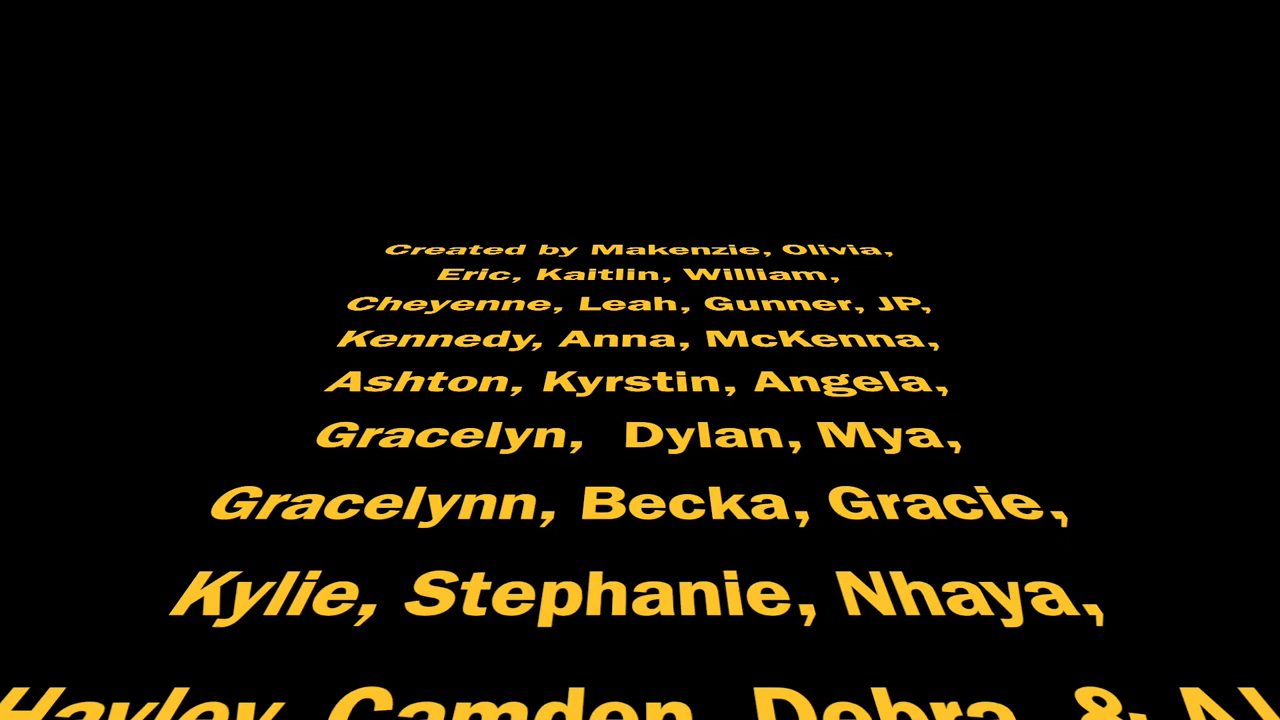 Created by Makenzie, Olivia,
Eric, Kaitlin, William,
Cheyenne, Leah, Gunner, JP,
Kennedy, Anna, McKenna,
Ashton, Kyrstin, Angela,
Gracelyn, Dylan, Mya,
Gracelynn, Becka, Gracie,
Kylie, Stephanie, Nhaya,
Hayley, Camden, Debra, &